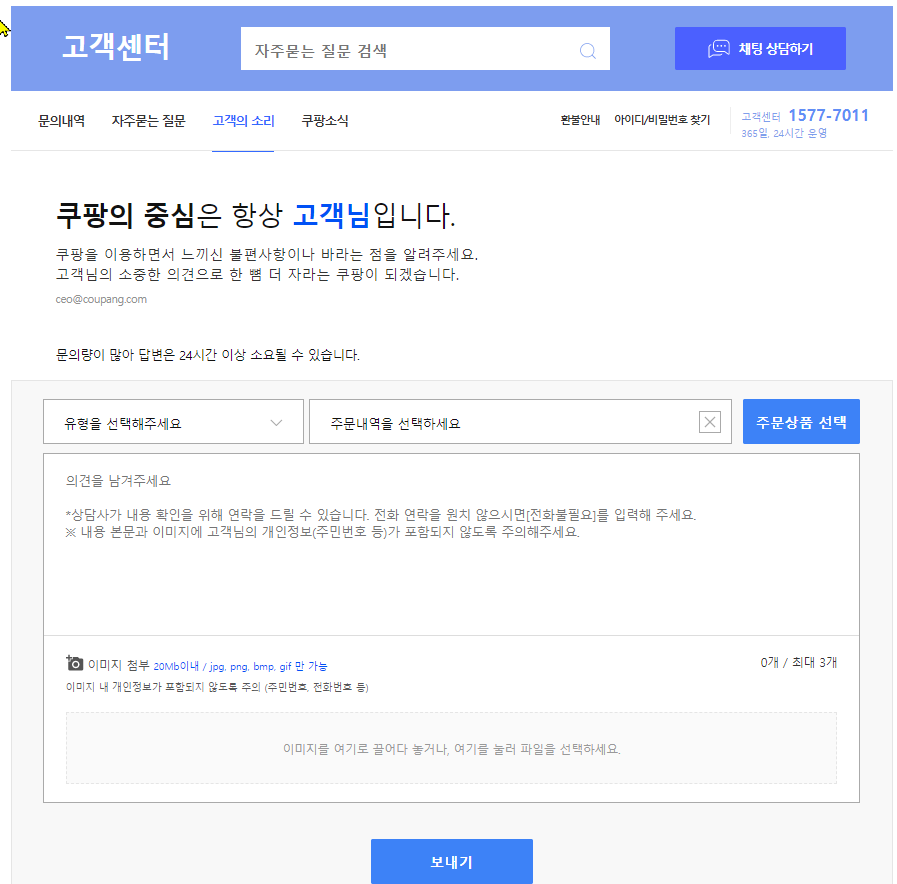 고객센터
자주묻는 질문 검색
채팅 상담하기
문의내역 자주묻는 질문 고객의 소리 쿠팡소식
환불안내 아이디/비밀번호 찾기
고객센터 1577-7011
365일, 24시간 운영
쿠팡의 중심은 항상 고객님입니다.
쿠팡을 이용하면서 느끼신 불편사항이나 바라는 점을 알려주세요.
고객님의 소중한 의견으로 한 뼘 더 자라는 쿠팡이 되겠습니다.
ceo@coupang.com
문의량이 많아 답변은 24시간 이상 소요될 수 있습니다.
유형을 선택해주세요
주문내역을 선택하세요
주문상품 선택
의견을 남겨주세요
*상담사가 내용 확인을 위해 연락을 드릴 수 있습니다. 전화 연락을 원치 않으시면[전화불필요]를 입력해 주세요.
※ 내용 본문과 이미지에 고객님의 개인정보(주민번호 등)가 포함되지 않도록 주의해주세요.
이미지 첨부 20Mb이내 / jpg, png, bmp, gif 만 가능
0개 / 최대 3개
이미지 내 개인정보가 포함되지 않도록 주의 (주민번호, 전화번호 등)
이미지를 여기로 끌어다 놓거나, 여기를 눌러 파일을 선택하세요.
보내기